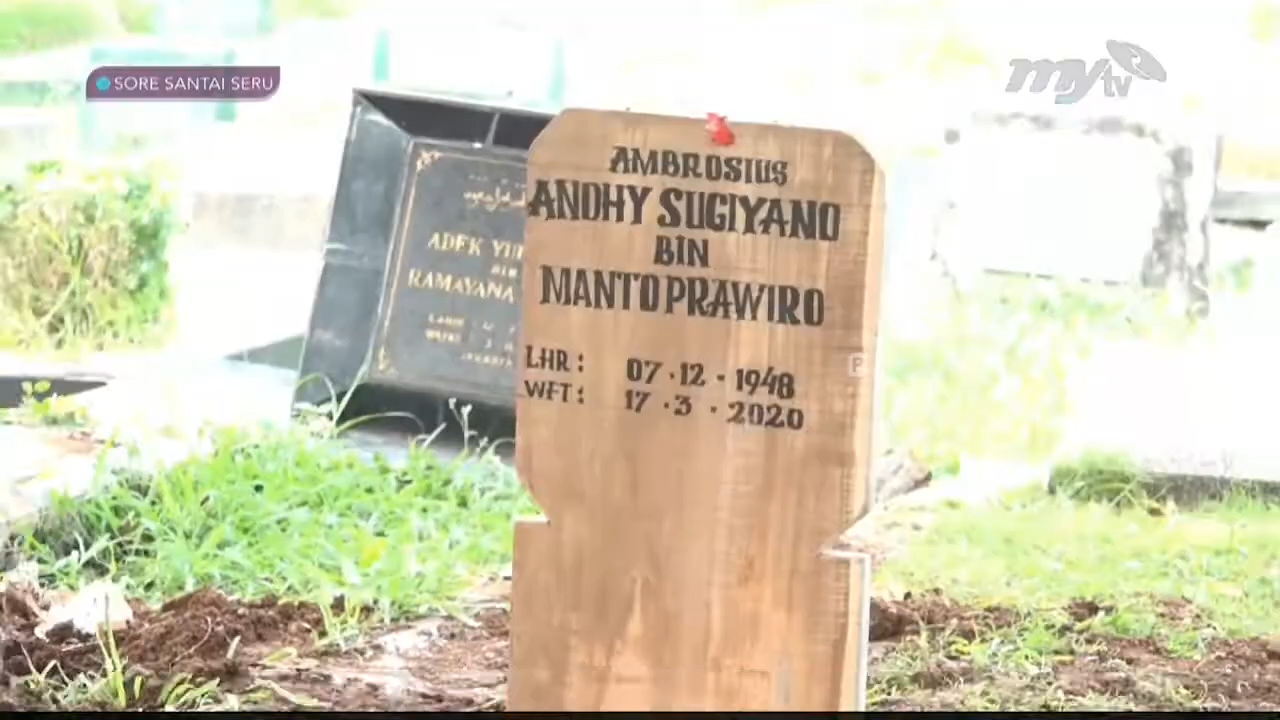 SORE SANTAI SERU
mytv
AMBROSIUS
ANDHY SUGIYANO
BIN
MANTO PRAWIRO
LHR : 07 · 12 - 1948
WFT : 17 · 3 · 2020
ADEK
RAMAYANA